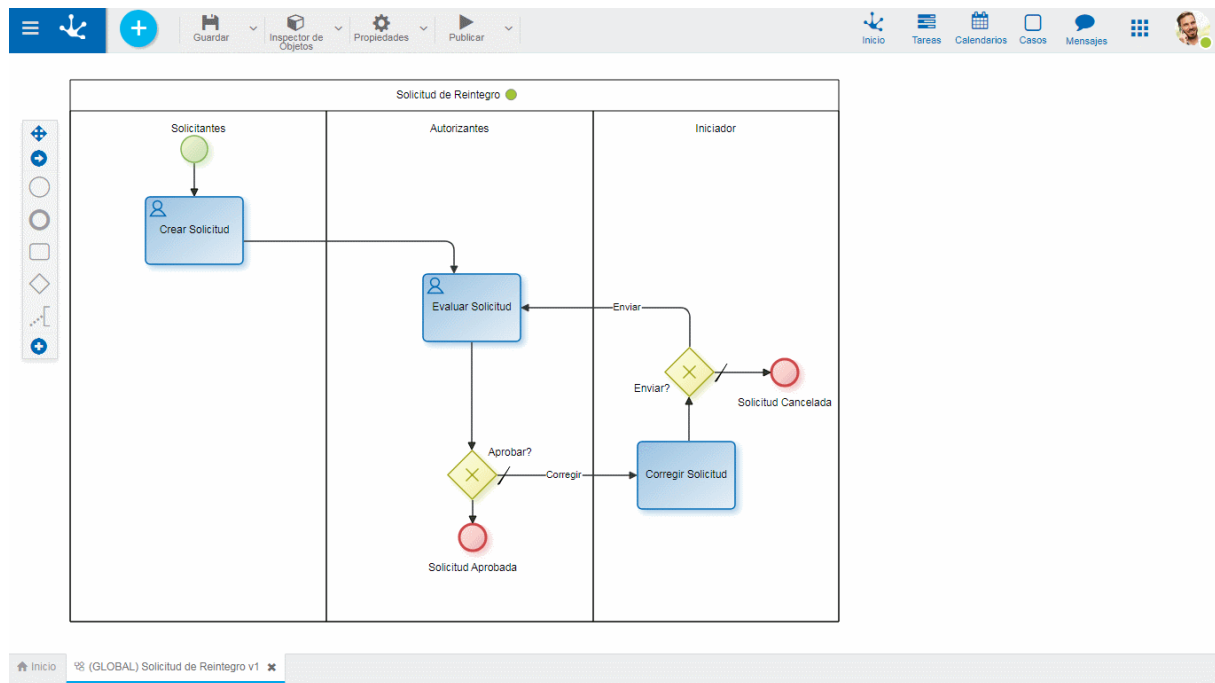 Guardar
Inspector de
Objetos
Propiedades
Publicar
Inicio
Tareas
Calendarios
Casos
Mensajes
Solicitud de Reintegro
Solicitantes
Autorizantes
Iniciador
Crear Solicitud
Evaluar Solicitud
Enviar
Enviar?
Solicitud Cancelada
Aprobar?
Corregir
Corregir Solicitud
Solicitud Aprobada
Inicio
(GLOBAL) Solicitud de Reintegro v1